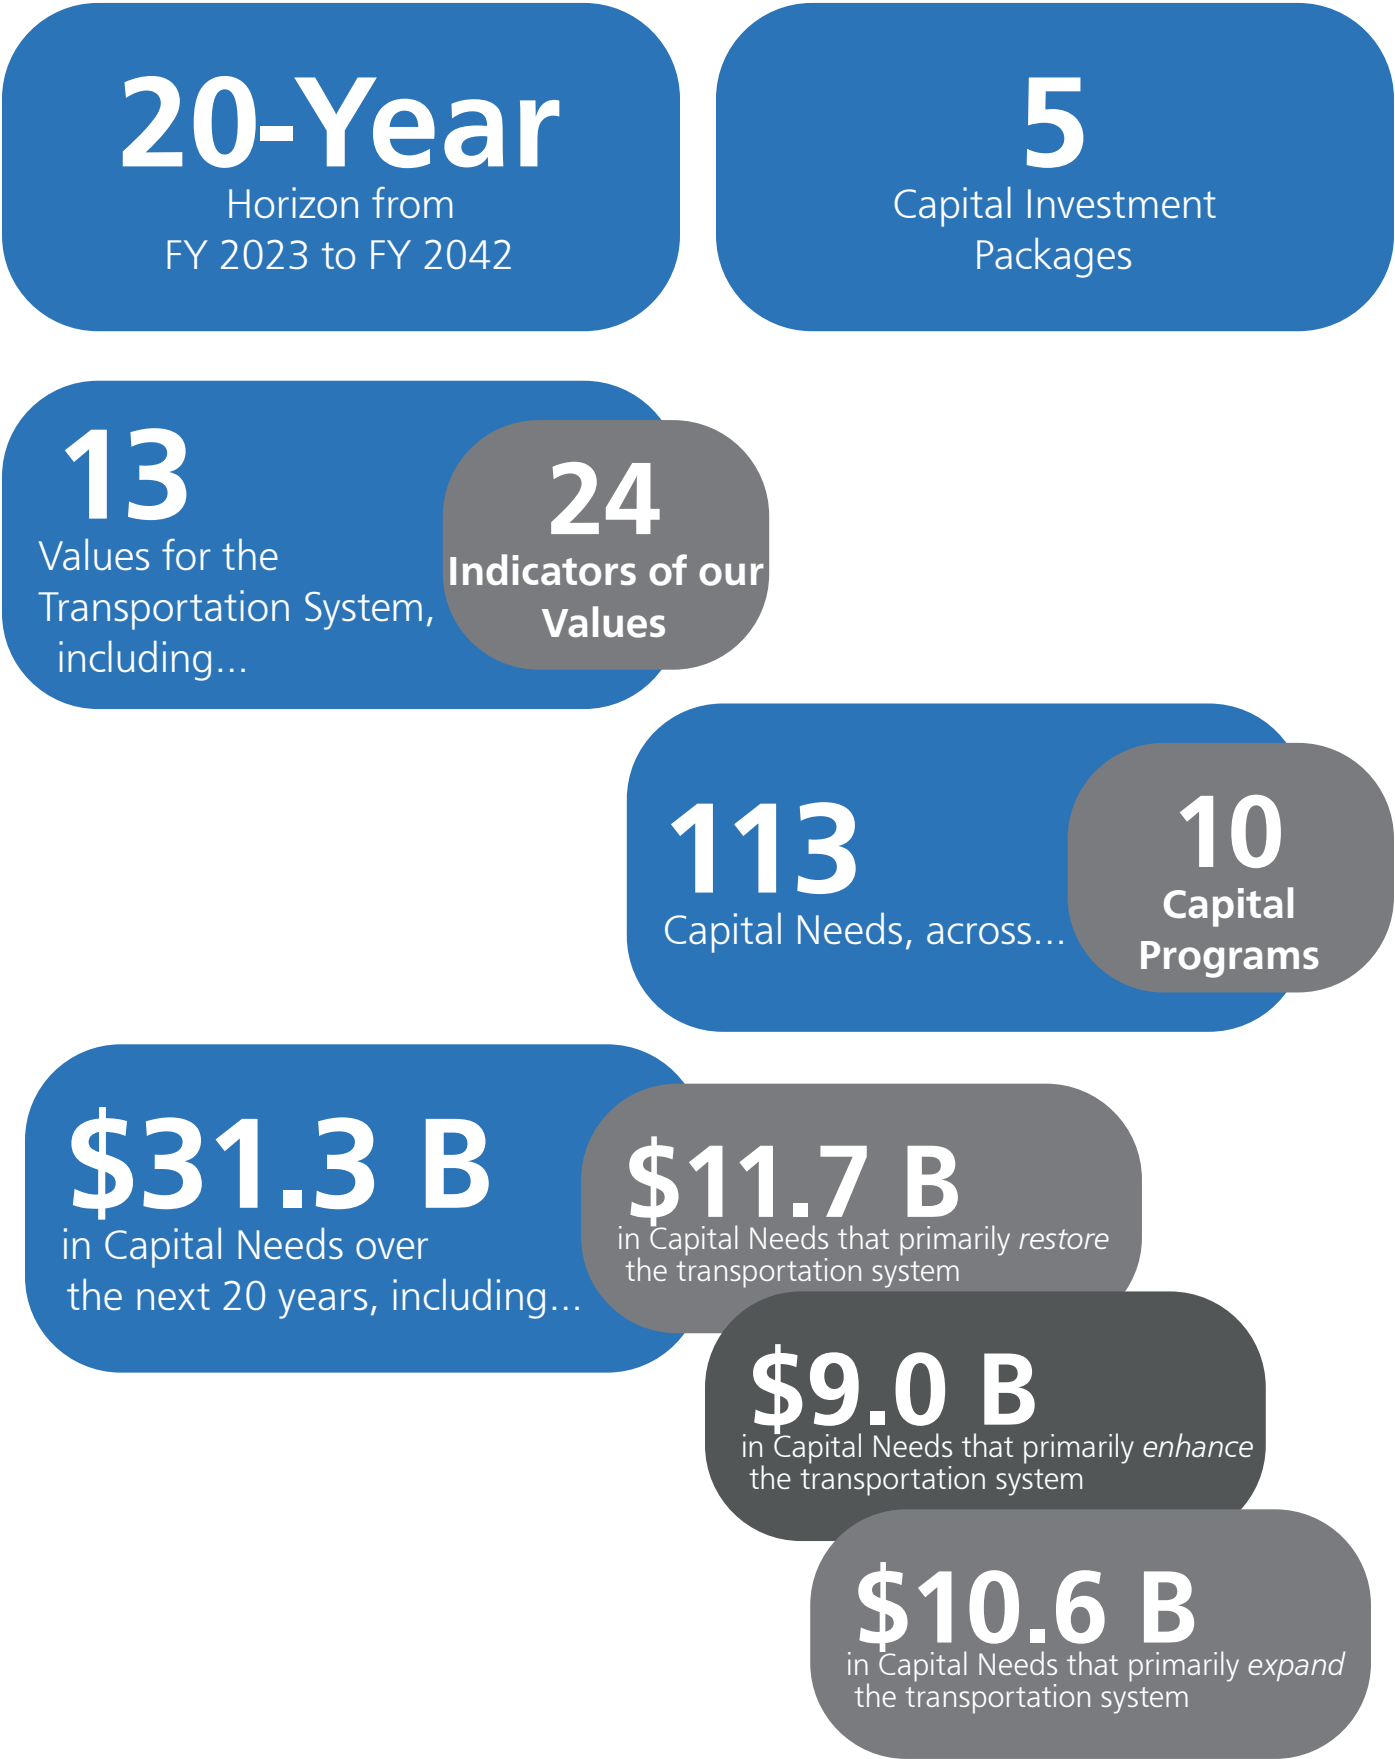 20-Year
Horizon from
FY 2023 to FY 2042
5
Capital Investment
Packages
13
Values for the
Transportation System,
including...
24
Indicators of our
Values
113
Capital Needs, across...
10
Capital
Programs
$31.3 B
in Capital Needs over
the next 20 years, including...
$11.7 B
in Capital Needs that primarily restore
the transportation system
$9.0 B
in Capital Needs that primarily enhance
the transportation system
$10.6 B
in Capital Needs that primarily expand
the transportation system